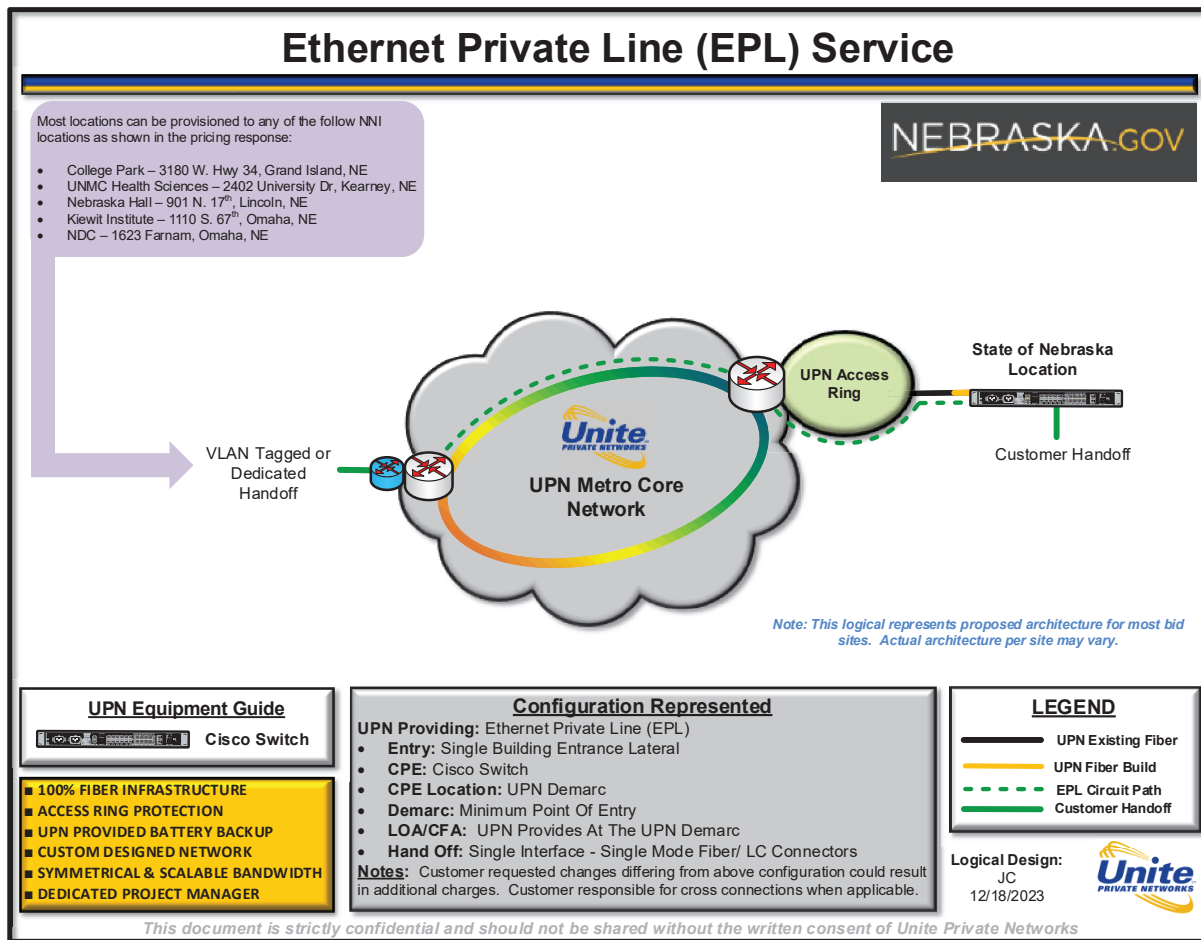 Ethernet Private Line (EPL) Service
Most locations can be provisioned to any of the follow NNI
locations as shown in the pricing response:
• College Park – 3180 W. Hwy 34, Grand Island, NE
• UNMC Health Sciences – 2402 University Dr, Kearney, NE
• Nebraska Hall – 901 N. 17th, Lincoln, NE
• Kiewit Institute – 1110 S. 67th, Omaha, NE
• NDC – 1623 Farnam, Omaha, NE
NEBRASKA.GOV
State of Nebraska
Location
UPN Access
Ring
Customer Handoff
VLAN Tagged or
Dedicated
Handoff
Unite
PRIVATE NETWORKS
UPN Metro Core
Network
Note: This logical represents proposed architecture for most bid
sites. Actual architecture per site may vary.
UPN Equipment Guide
Cisco Switch
■ 100% FIBER INFRASTRUCTURE
■ ACCESS RING PROTECTION
■ UPN PROVIDED BATTERY BACKUP
■ CUSTOM DESIGNED NETWORK
■ SYMMETRICAL & SCALABLE BANDWIDTH
■ DEDICATED PROJECT MANAGER
Configuration Represented
UPN Providing: Ethernet Private Line (EPL)
• Entry: Single Building Entrance Lateral
• CPE: Cisco Switch
• CPE Location: UPN Demarc
• Demarc: Minimum Point Of Entry
• LOA/CFA: UPN Provides At The UPN Demarc
• Hand Off: Single Interface - Single Mode Fiber/ LC Connectors
Notes: Customer requested changes differing from above configuration could result
in additional charges. Customer responsible for cross connections when applicable.
LEGEND
UPN Existing Fiber
UPN Fiber Build
EPL Circuit Path
Customer Handoff
Logical Design:
JC
12/18/2023
Unite
PRIVATE NETWORKS
This document is strictly confidential and should not be shared without the written consent of Unite Private Networks